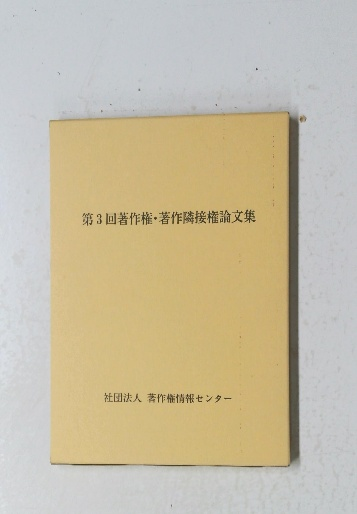 第3回著作権・著作隣接権論文集
社団法人 著作権情報センター